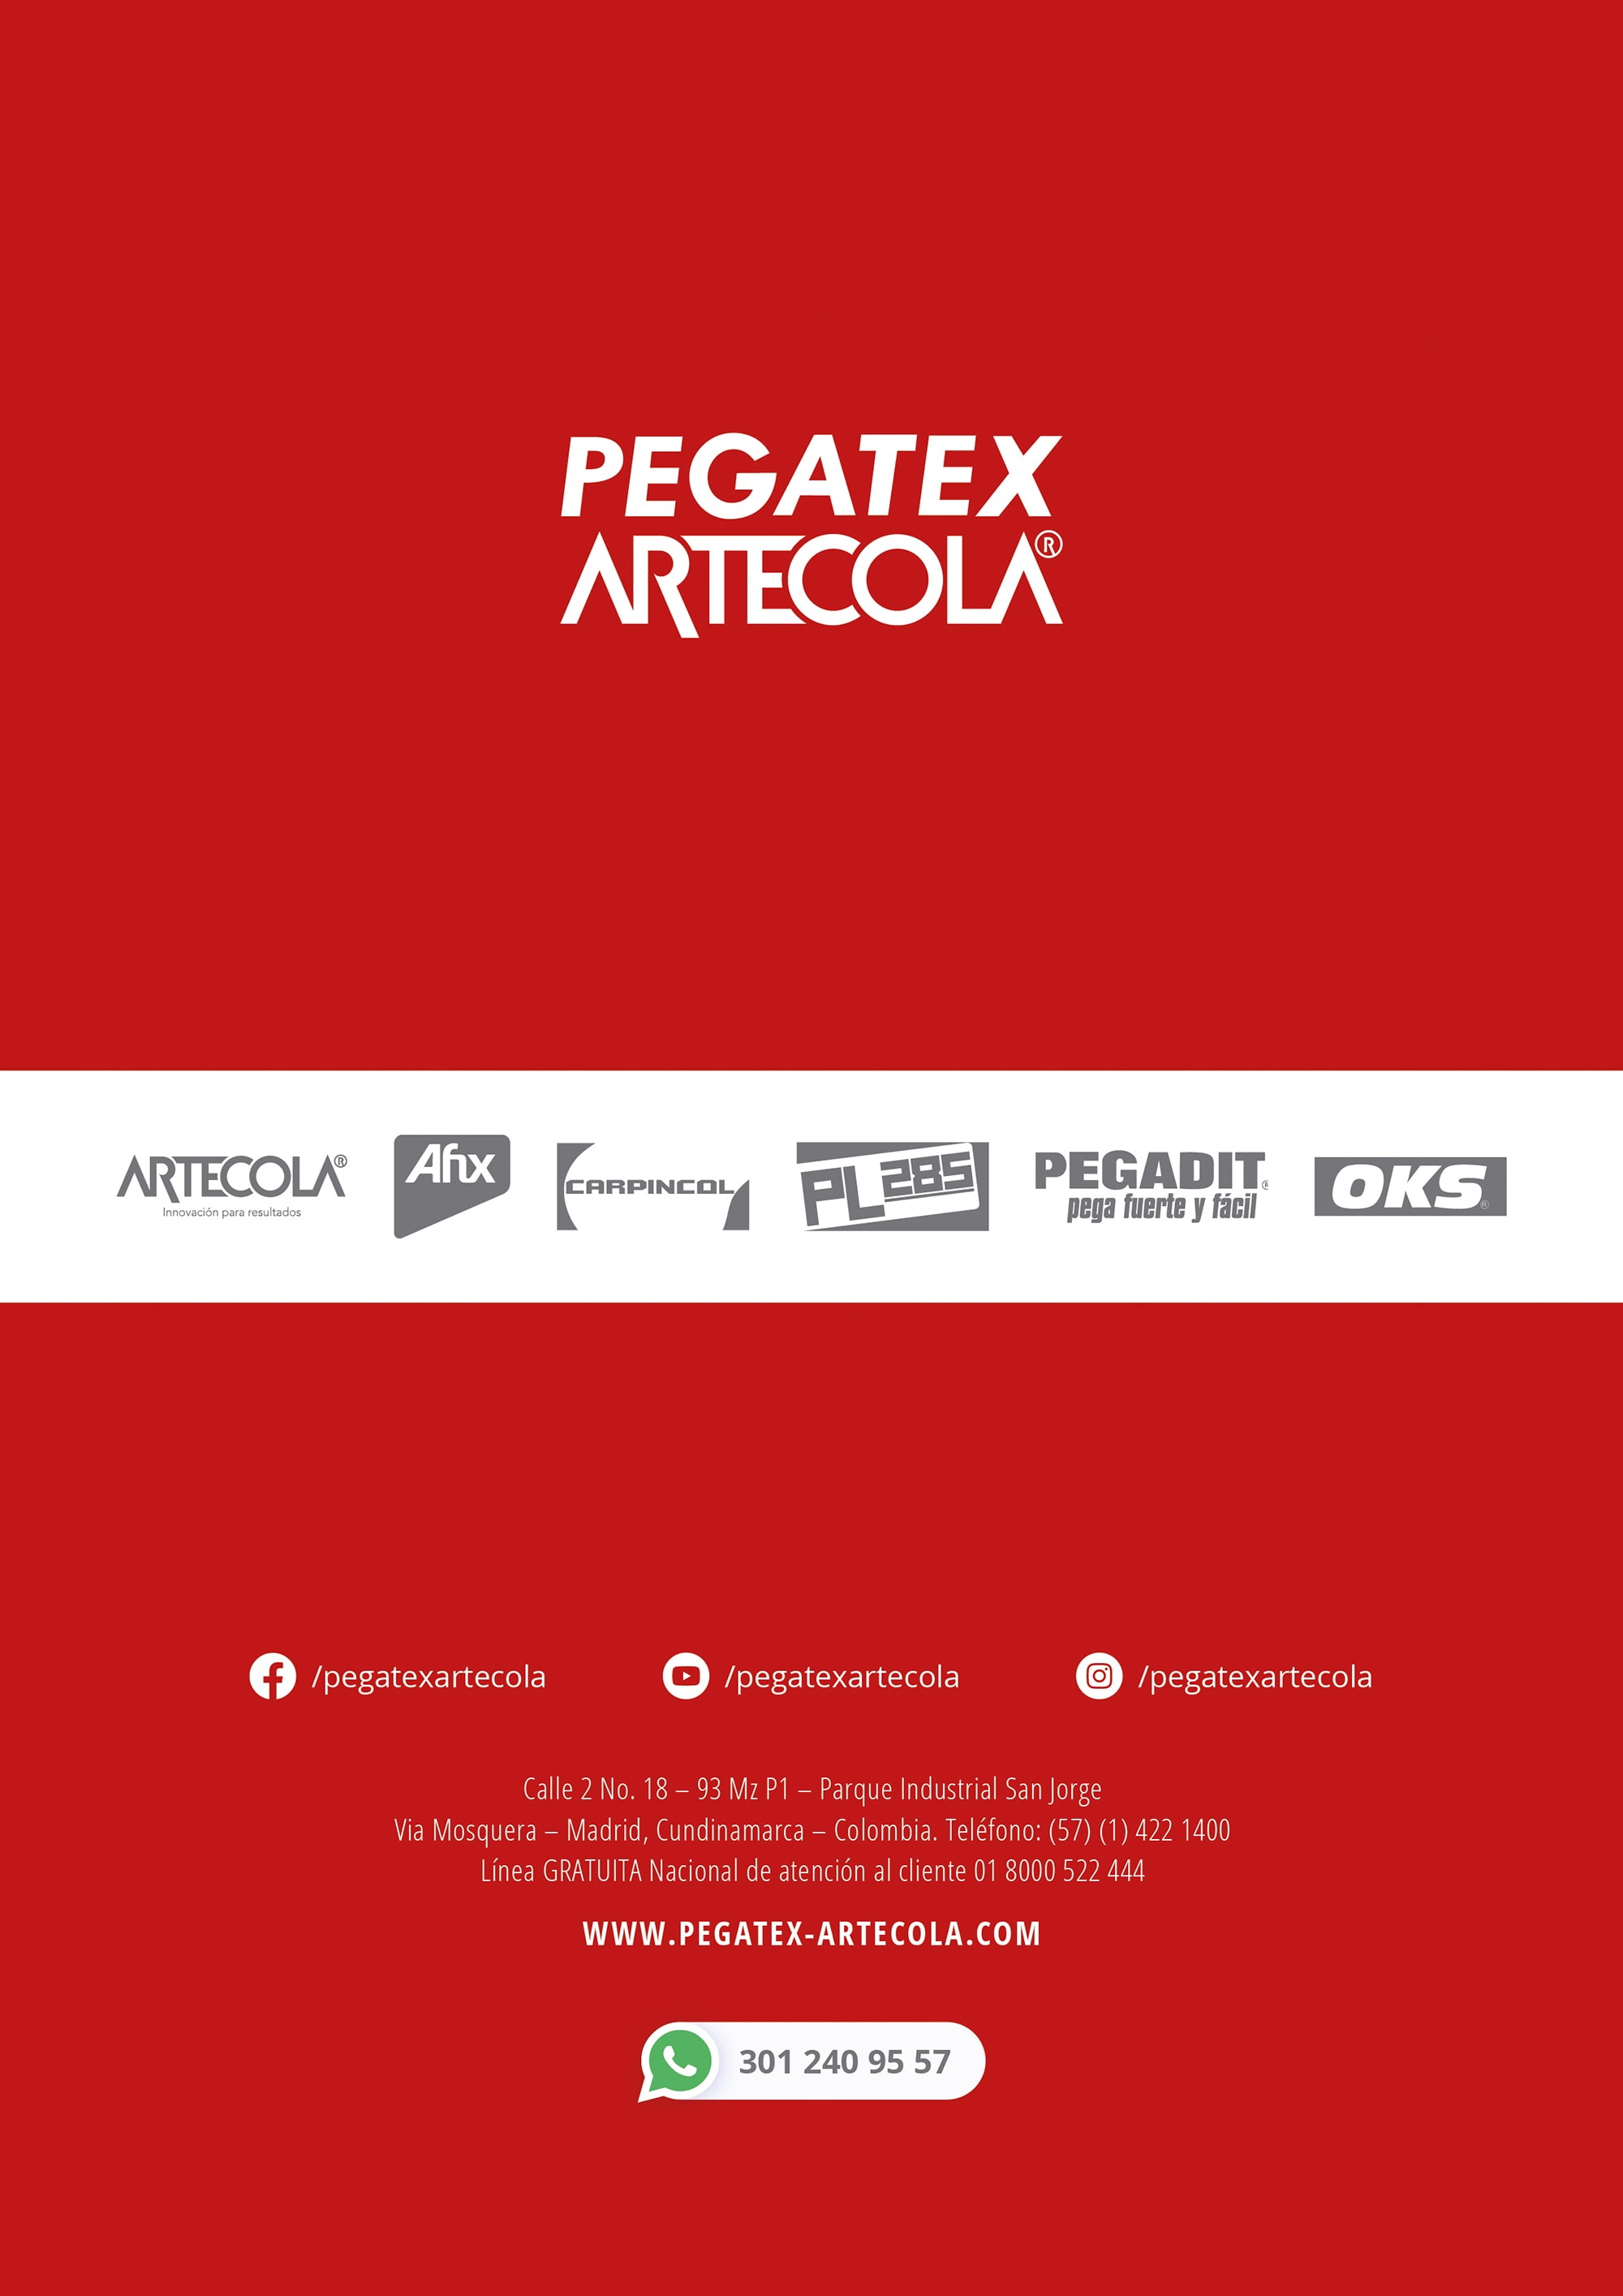 PEGATEX
ARTECOLA®
ARTECOLA®
Innovación para resultados
Afix
CARPINCOL
PL285
PEGADIT®
pega fuerte y fácil
OKS®
/pegatexartecola
/pegatexartecola
/pegatexartecola
Calle 2 No. 18 – 93 Mz P1 – Parque Industrial San Jorge
Via Mosquera – Madrid, Cundinamarca – Colombia. Teléfono: (57) (1) 422 1400
Línea GRATUITA Nacional de atención al cliente 01 8000 522 444
WWW.PEGATEX-ARTECOLA.COM
301 240 95 57